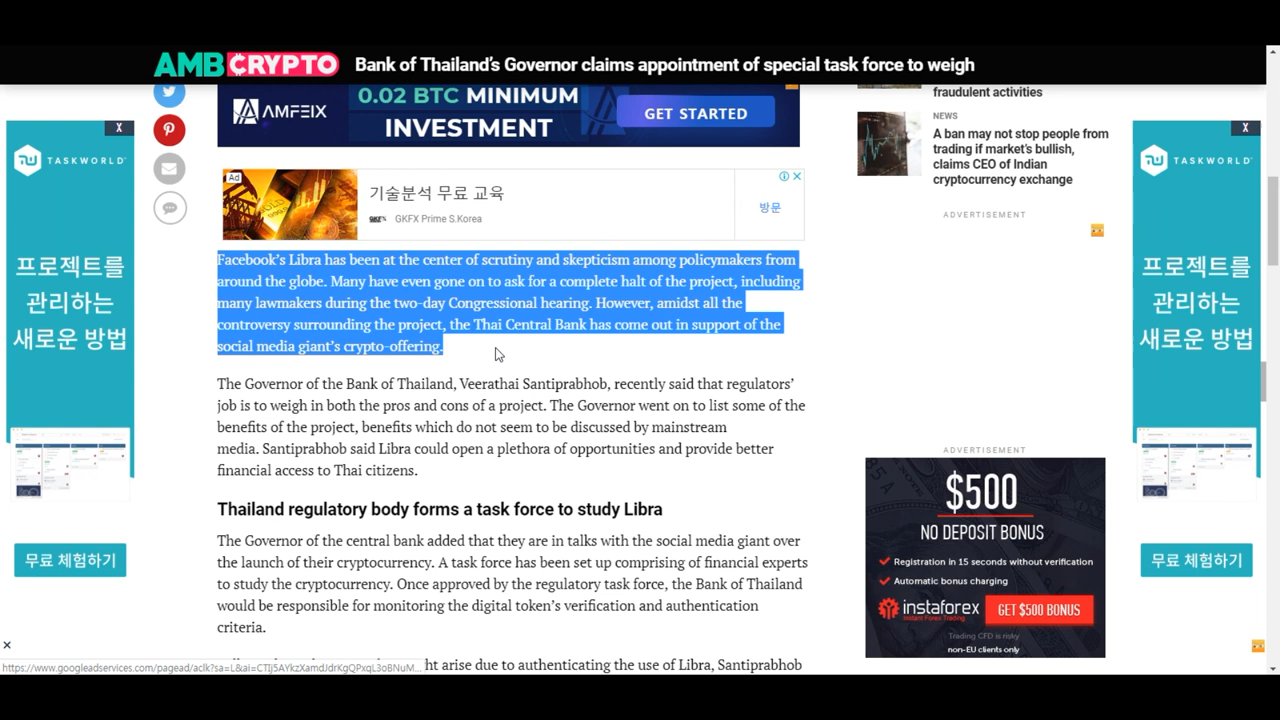 AMBCRYPTO
Bank of Thailand’s Governor claims appointment of special task force to weigh
fraudulent activities
AMFEIX
0.02 BTC MINIMUM
INVESTMENT
GET STARTED
NEWS
A ban may not stop people from
trading if market’s bullish,
claims CEO of Indian
cryptocurrency exchange
X
TASKWORLD
프로젝트를
관리하는
새로운 방법
무료 체험하기
Ad
기술분석 무료 교육
GKFX Prime S.Korea
방문
Facebook’s Libra has been at the center of scrutiny and skepticism among policymakers from
around the globe. Many have even gone on to ask for a complete halt of the project, including
many lawmakers during the two-day Congressional hearing. However, amidst all the
controversy surrounding the project, the Thai Central Bank has come out in support of the
social media giant’s crypto-offering.
The Governor of the Bank of Thailand, Veerathai Santiprabhob, recently said that regulators’
job is to weigh in both the pros and cons of a project. The Governor went on to list some of the
benefits of the project, benefits which do not seem to be discussed by mainstream
media. Santiprabhob said Libra could open a plethora of opportunities and provide better
financial access to Thai citizens.
Thailand regulatory body forms a task force to study Libra
The Governor of the central bank added that they are in talks with the social media giant over
the launch of their cryptocurrency. A task force has been set up comprising of financial experts
to study the cryptocurrency. Once approved by the regulatory task force, the Bank of Thailand
would be responsible for monitoring the digital token’s verification and authentication
criteria.
ht arise due to authenticating the use of Libra, Santiprabhob
ADVERTISEMENT
ADVERTISEMENT
$500
NO DEPOSIT BONUS
Registration in 15 seconds without verification
Automatic bonus charging
instaforex
Instant Forex Trading
GET $500 BONUS
Trading CFD is risky
non-EU clients only
X
TASKWORLD
프로젝트를
관리하는
새로운 방법
무료 체험하기